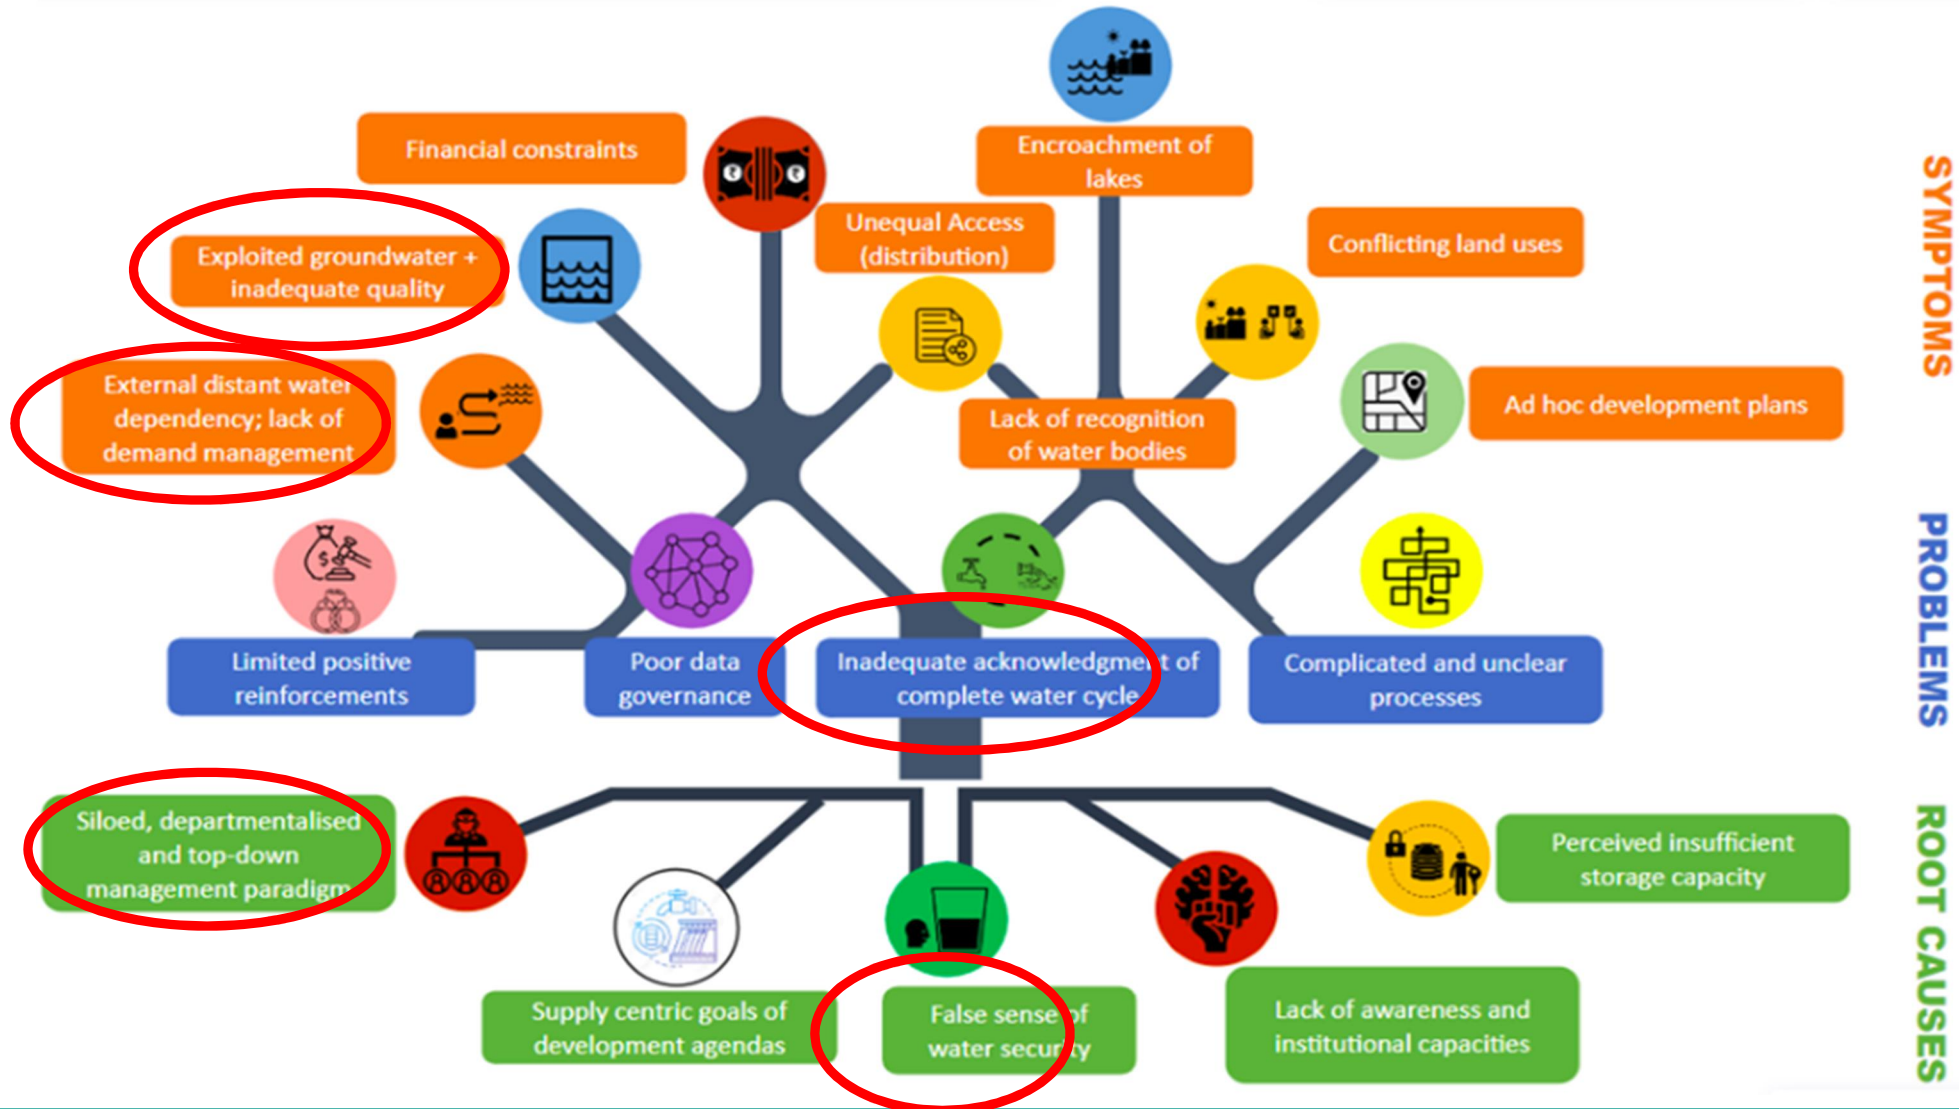 Encroachment of
lakes
Financial constraints
Unequal Access
(distribution)
Conflicting land uses
Exploited groundwater +
inadequate quality
External distant water
dependency; lack of
demand management
Lack of recognition
of water bodies
Ad hoc development plans
SYMPTOMS
Limited positive
reinforcements
Poor data
governance
Inadequate acknowledgment of
complete water cycle
Complicated and unclear
processes
PROBLEMS
Siloed, departmentalised
and top-down
management paradigm
Perceived insufficient
storage capacity
Supply centric goals of
development agendas
False sense of
water security
Lack of awareness and
institutional capacities
ROOT CAUSES